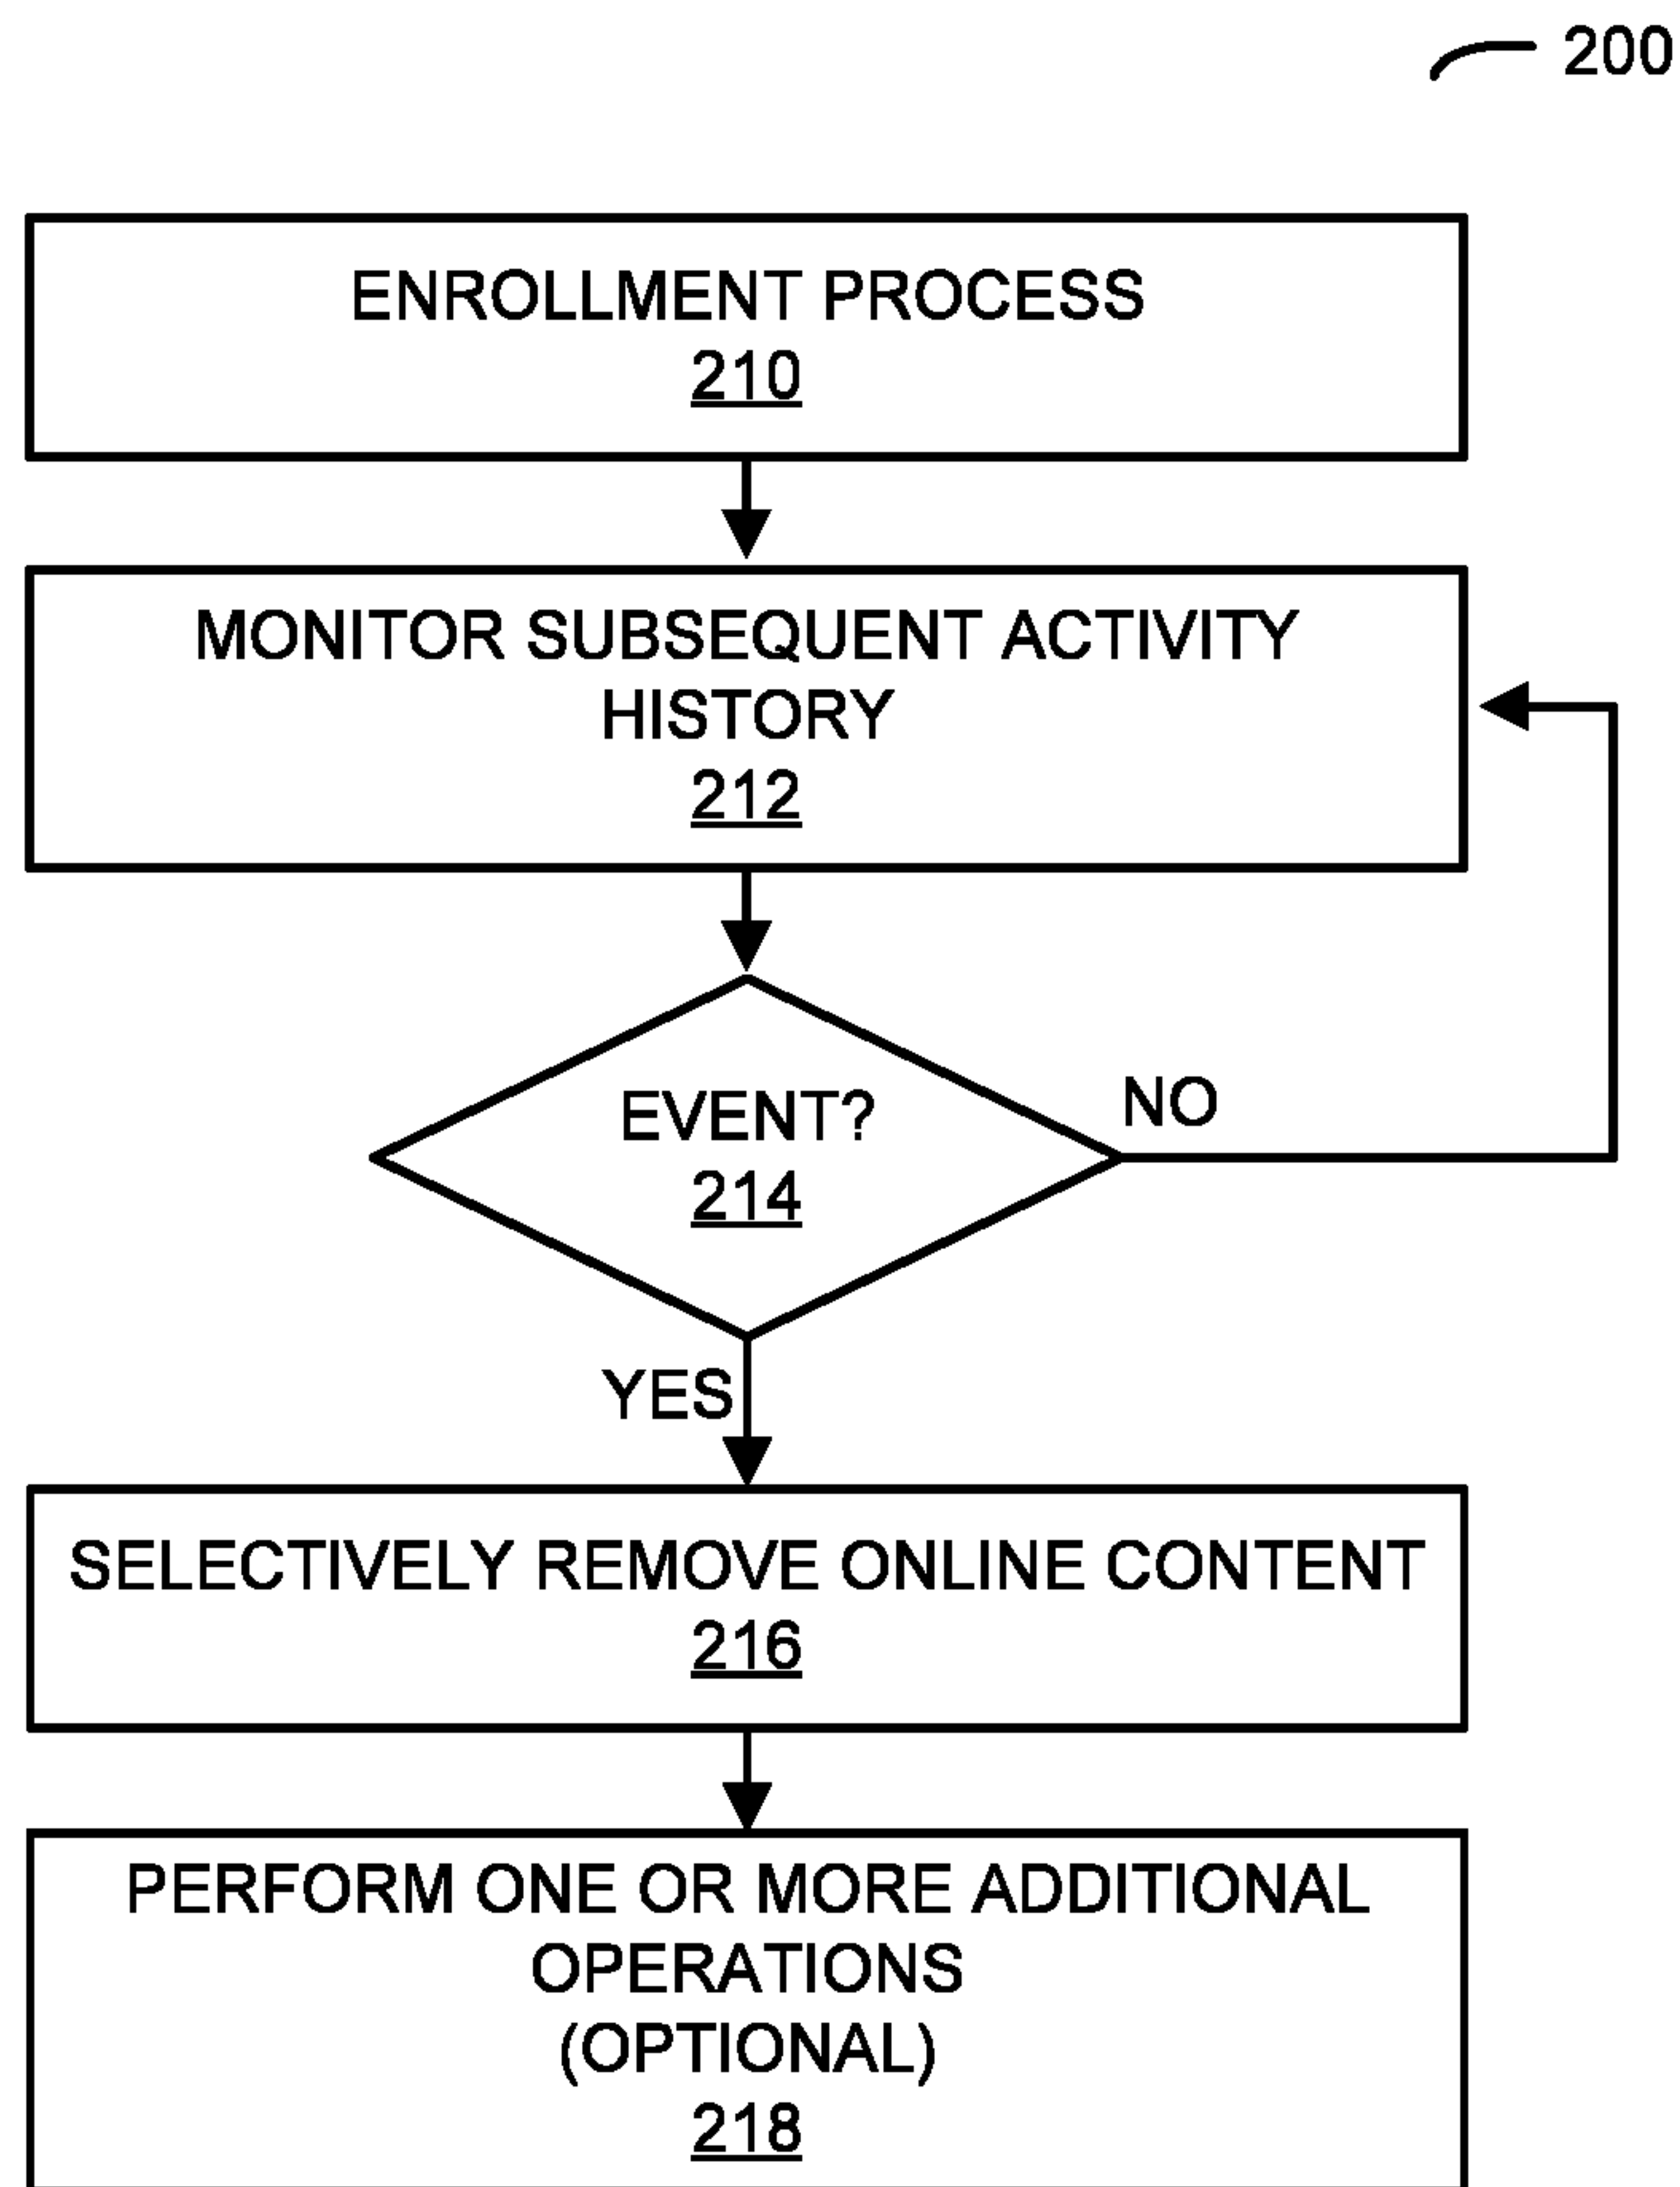 200
ENROLLMENT PROCESS
210
MONITOR SUBSEQUENT ACTIVITY
HISTORY
212
EVENT?
214
NO
YES
SELECTIVELY REMOVE ONLINE CONTENT
216
PERFORM ONE OR MORE ADDITIONAL
OPERATIONS
(OPTIONAL)
218